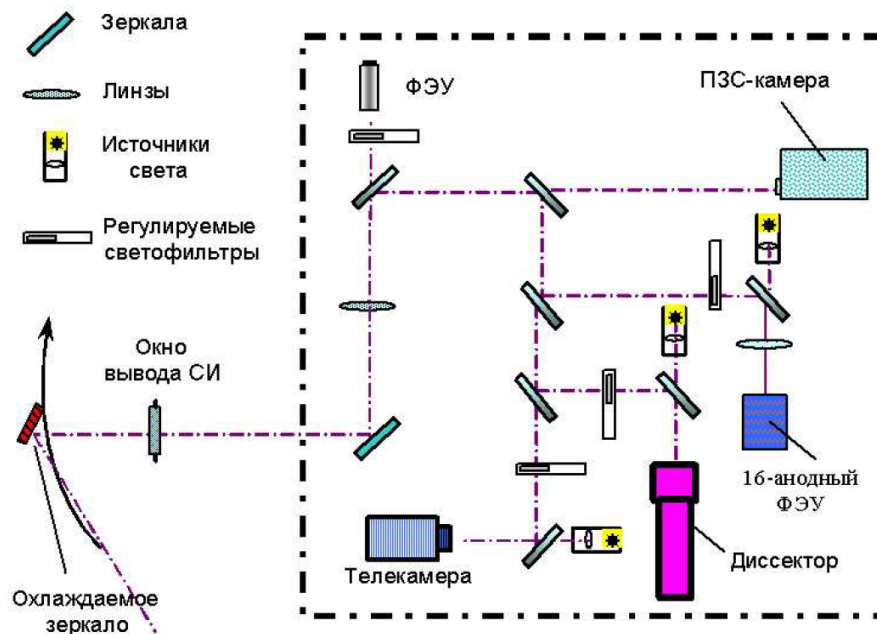 Зеркала
Линзы
Источники
света
Регулируемые
светофильтры
Окно
вывода СИ
Охлаждаемое
зеркало
ФЭУ
ПЗС-камера
16-анодный
ФЭУ
Диссектор
Телекамера